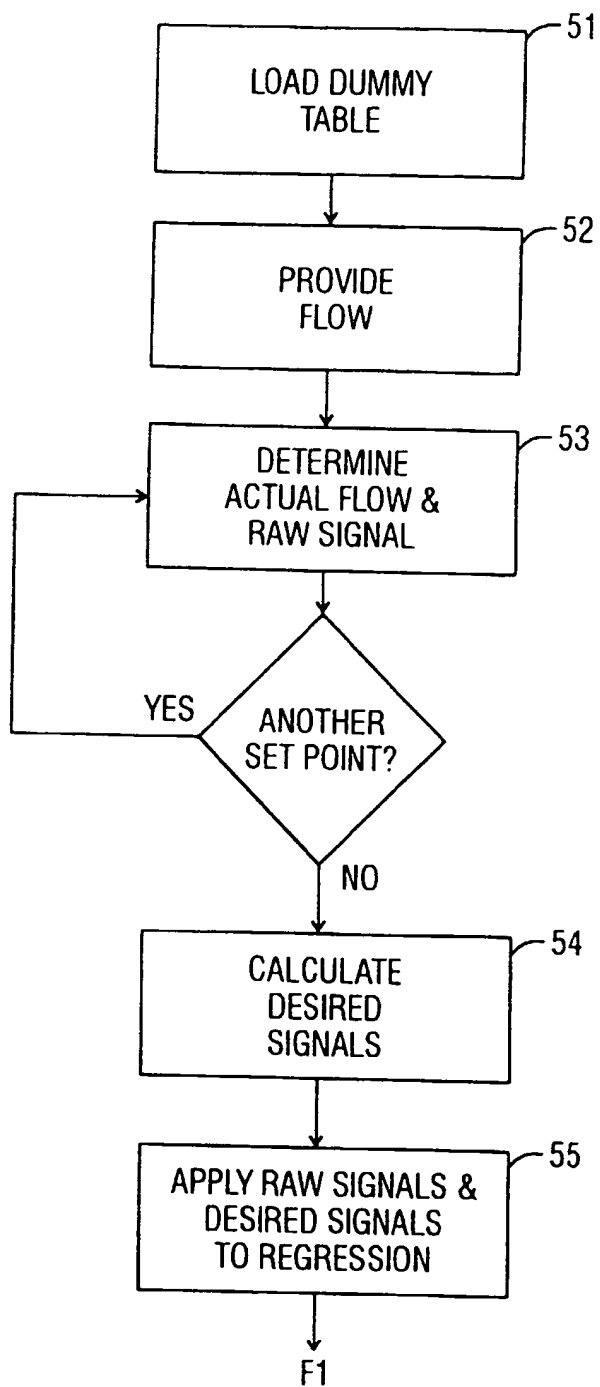 51
LOAD DUMMY
TABLE
52
PROVIDE
FLOW
53
DETERMINE
ACTUAL FLOW &
RAW SIGNAL
YES
ANOTHER
SET POINT?
NO
54
CALCULATE
DESIRED
SIGNALS
55
APPLY RAW SIGNALS &
DESIRED SIGNALS
TO REGRESSION
F1